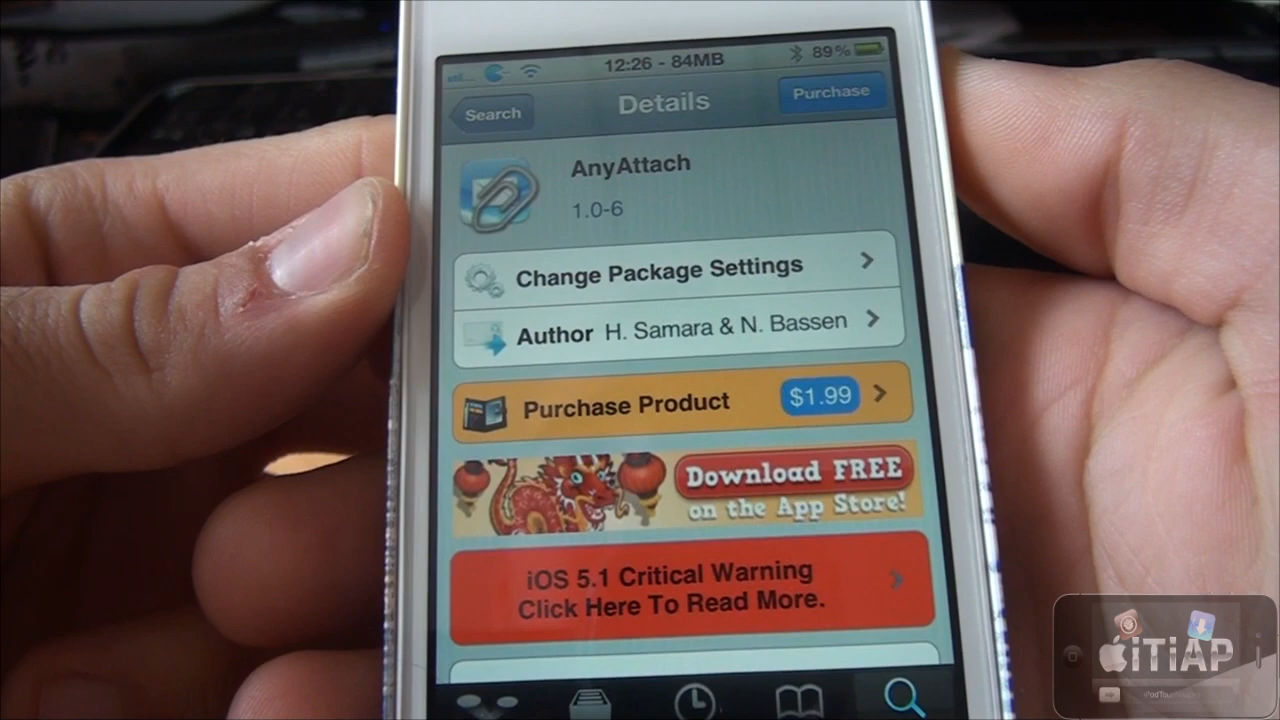 12:26 - 84MB
89%
Search
Details
Purchase
AnyAttach
1.0-6
Change Package Settings
Author H. Samara & N. Bassen
Purchase Product $1.99
Download FREE
on the App Store!
iOS 5.1 Critical Warning
Click Here To Read More.
iTiAP